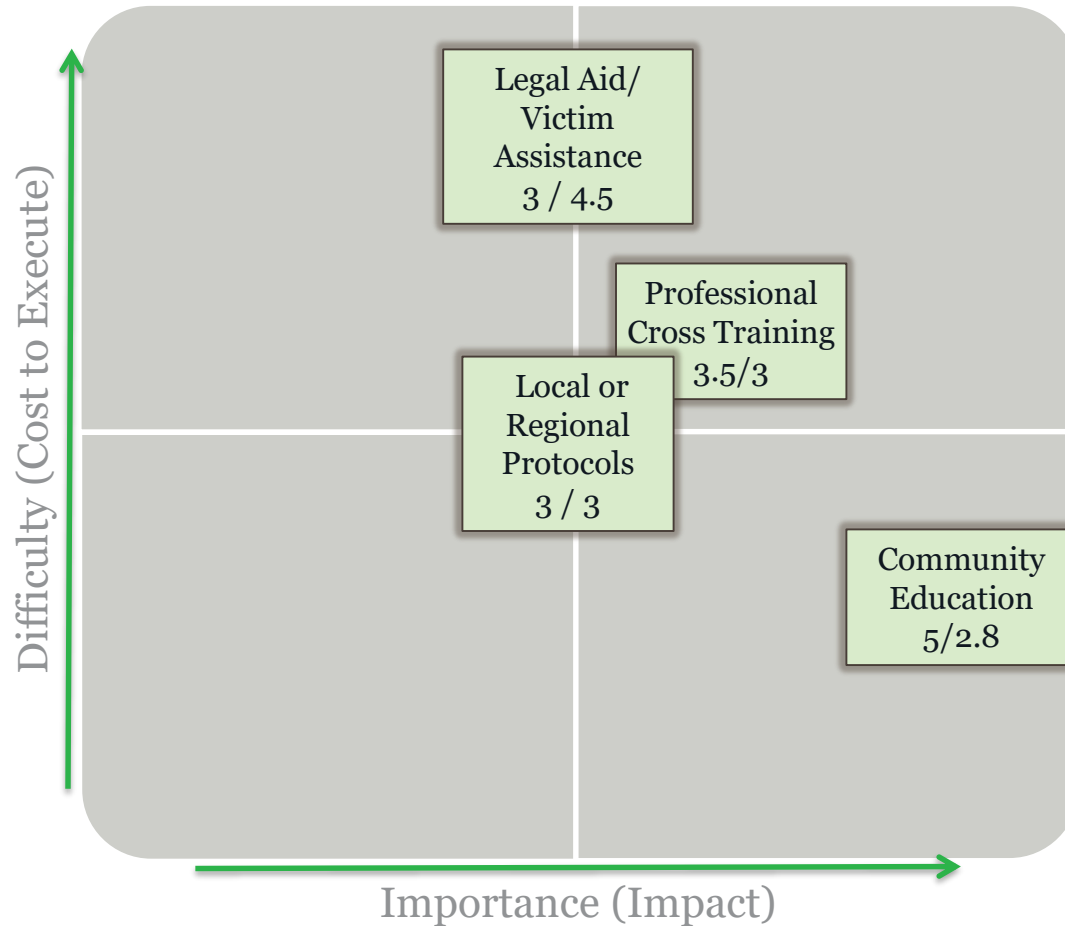 Difficulty (Cost to Execute)
Legal Aid/
Victim
Assistance
3 / 4.5
Professional
Cross Training
3.5/3
Local or
Regional
Protocols
3 / 3
Community
Education
5/2.8
Importance (Impact)